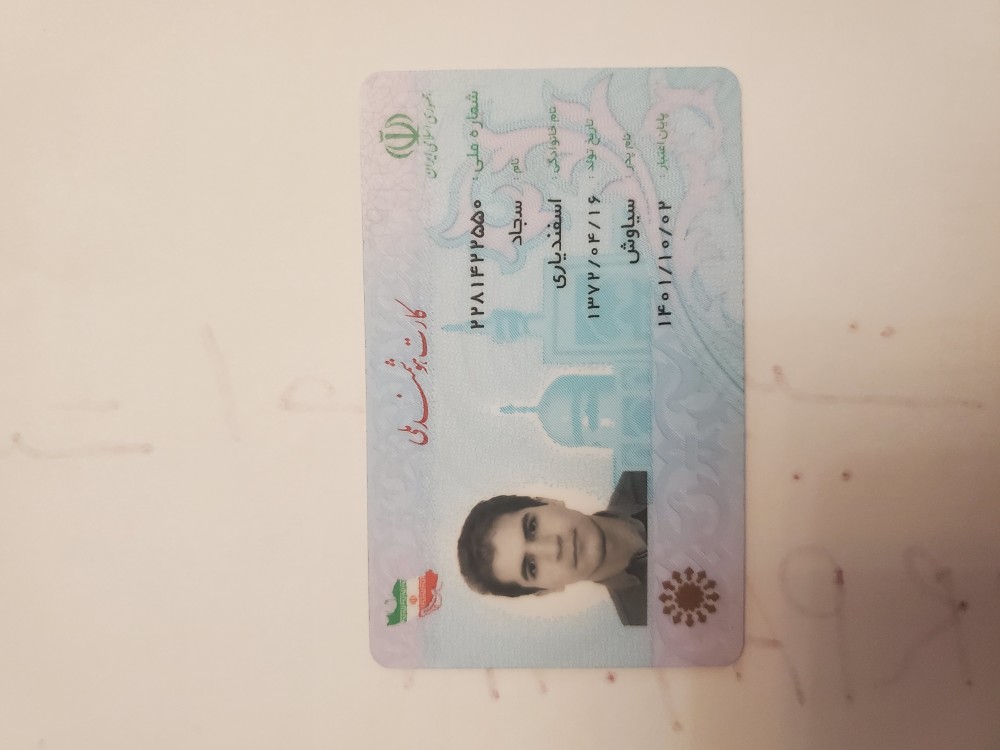 جمهوری اسلامی ایران
کارت هوشمند ملی
شماره ملی: ۲۲۸۱۴۲۲۵۵۰
نام: سجاد
نام خانوادگی: اسفندیاری
تاریخ تولد: ۱۳۷۲/۰۴/۱۶
نام پدر: سیاوش
پایان اعتبار: ۱۴۰۱/۱۰/۰۲